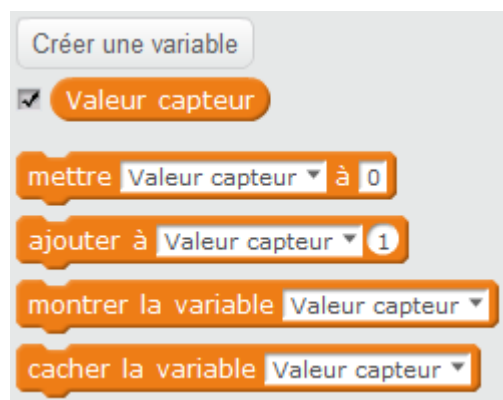 Créer une variable
Valeur capteur
mettre Valeur capteur à 0
ajouter à Valeur capteur 1
montrer la variable Valeur capteur
cacher la variable Valeur capteur